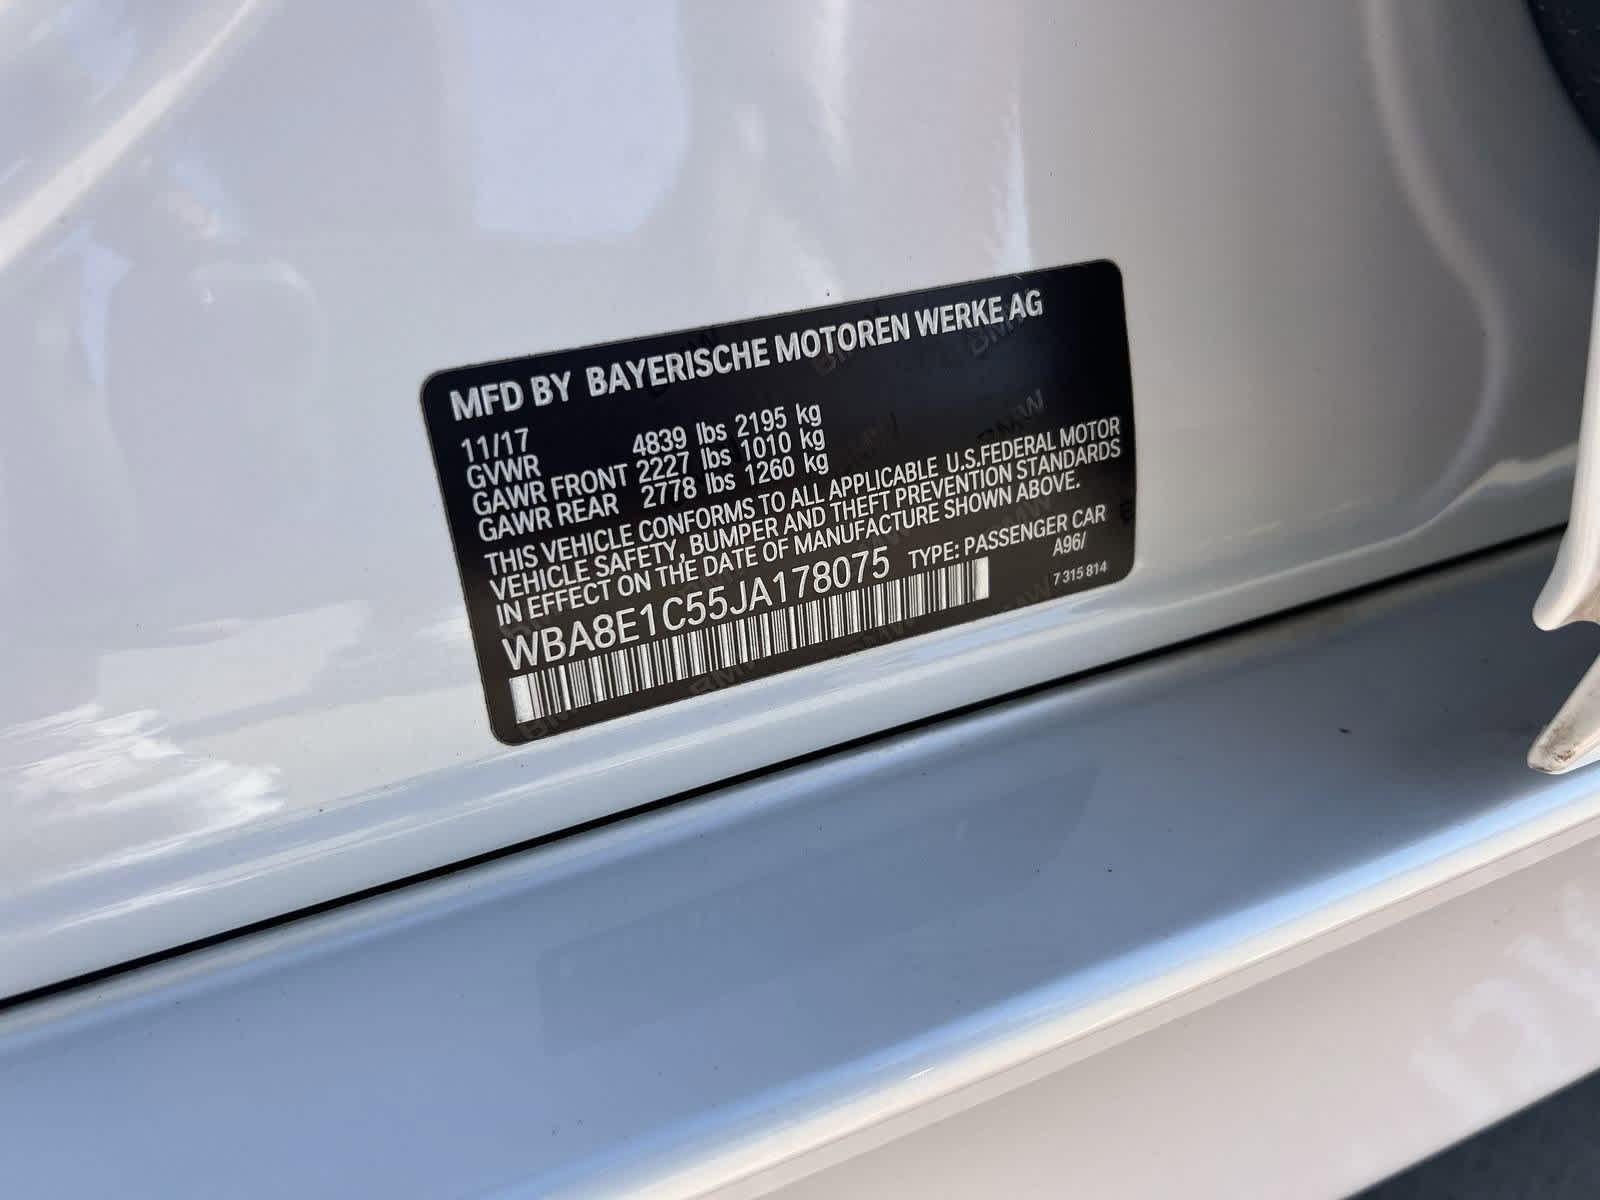 MFD BY BAYERISCHE MOTOREN WERKE AG
11/17
GVWR 4839 lbs 2195 kg
GAWR FRONT 2227 lbs 1010 kg
GAWR REAR 2778 lbs 1260 kg
THIS VEHICLE CONFORMS TO ALL APPLICABLE U.S.FEDERAL MOTOR
VEHICLE SAFETY, BUMPER AND THEFT PREVENTION STANDARDS
IN EFFECT ON THE DATE OF MANUFACTURE SHOWN ABOVE.
WBA8E1C55JA178075 TYPE: PASSENGER CAR
A96/
7 315 814